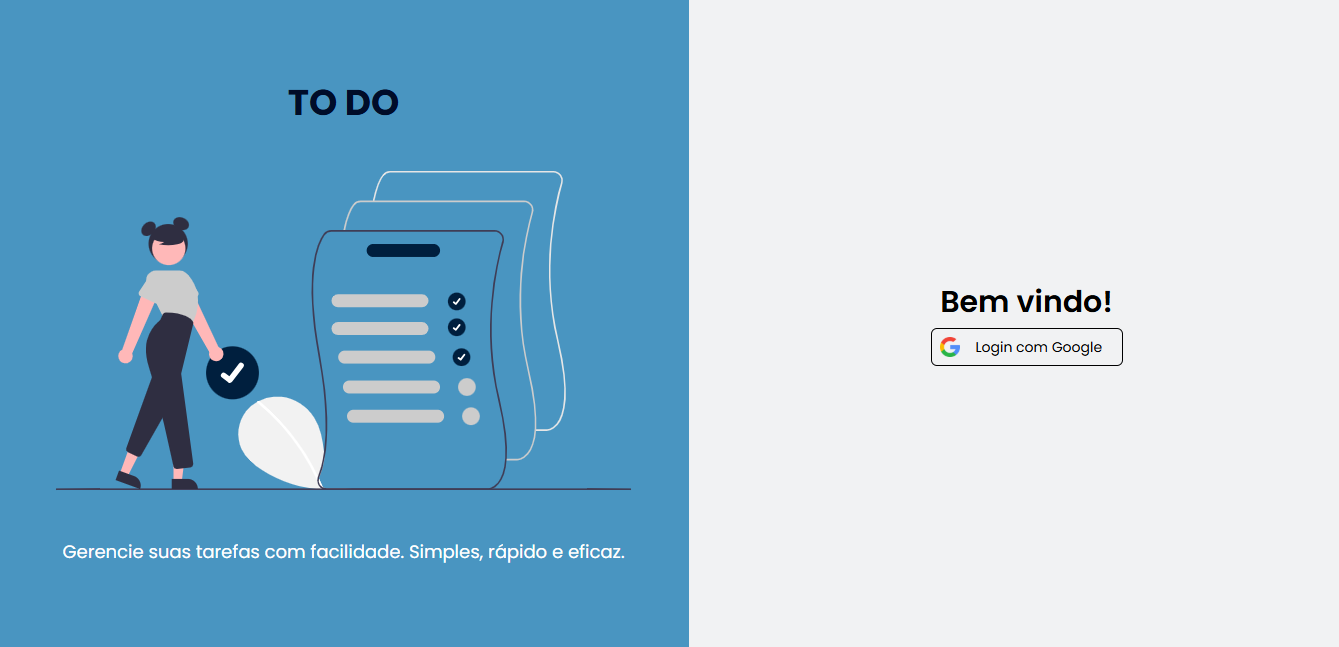 TO DO
Gerencie suas tarefas com facilidade. Simples, rápido e eficaz.
Bem vindo!
Login com Google